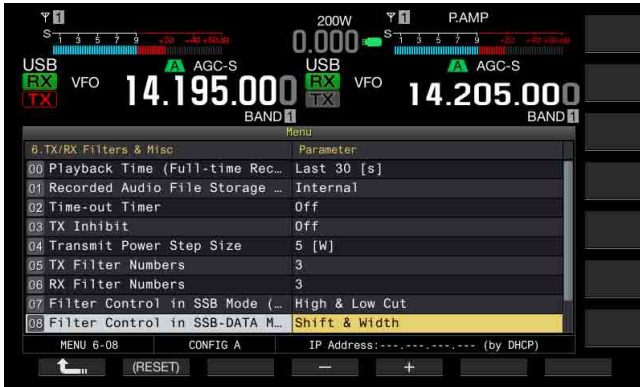 1 200W 1 P.AMP
S 1 3 5 7 9 +20 +40 +60dB 0.000 S 1 3 5 7 9 +20 +40 +60dB
USB A AGC-S USB A AGC-S
RX VFO 14.195.000 RX VFO 14.205.000
TX TX
BAND 1 BAND 1
Menu
6.TX/RX Filters & Misc Parameter
00 Playback Time (Full-time Rec… Last 30 [s]
01 Recorded Audio File Storage … Internal
02 Time-out Timer Off
03 TX Inhibit Off
04 Transmit Power Step Size 5 [W]
05 TX Filter Numbers 3
06 RX Filter Numbers 3
07 Filter Control in SSB Mode (… High & Low Cut
08 Filter Control in SSB-DATA M… Shift & Width
MENU 6-08 CONFIG A IP Address:---.---.---.--- (by DHCP)
(RESET) − +